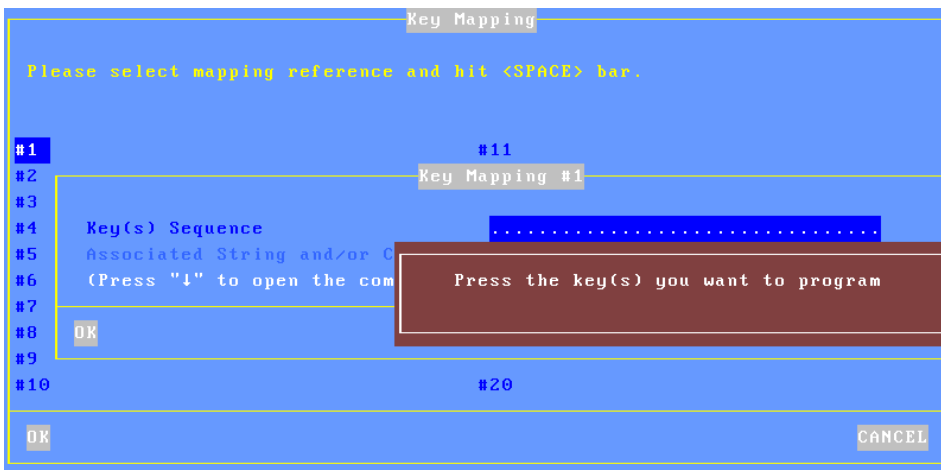 Key Mapping
Please select mapping reference and hit <SPACE> bar.
#1 #11
#2 Key Mapping #1
#3
#4 Key(s) Sequence .................................
#5 Associated String and/or C
#6 (Press "↓" to open the com Press the key(s) you want to program
#7
#8 OK
#9
#10 #20
OK CANCEL